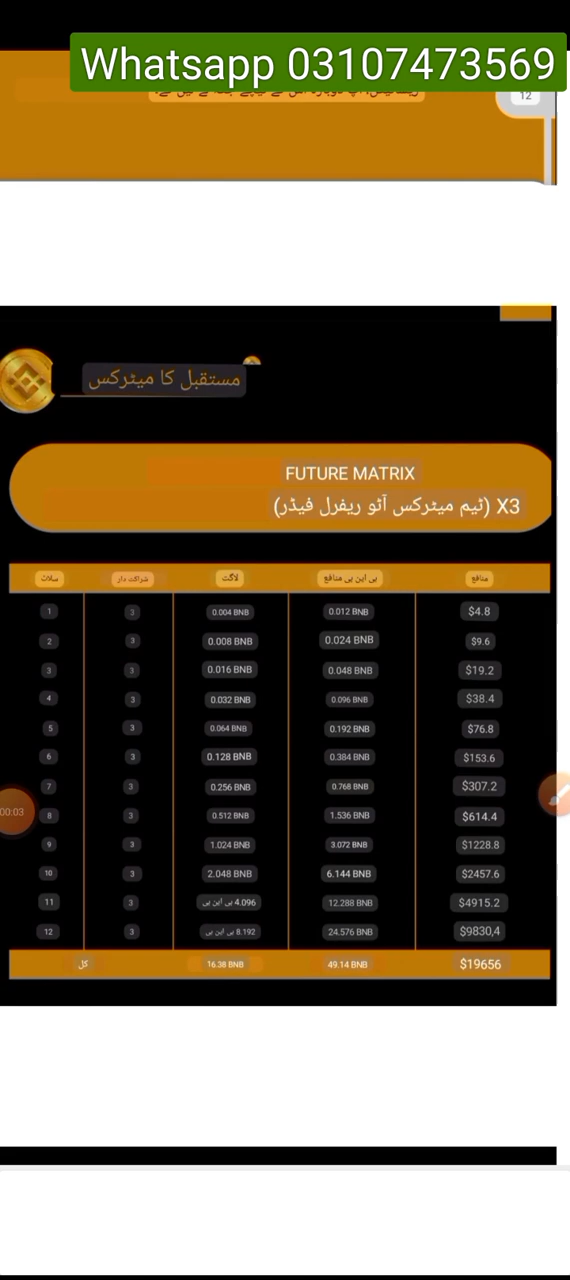 Whatsapp 03107473569
12
مستقبل کا میٹرکس
FUTURE MATRIX
X3 (ٹیم میٹرکس آٹو ریفرل فیڈر)
سلاٹ شراکت دار لاگت بی این بی منافع منافع
1 3 0.004 BNB 0.012 BNB $4.8
2 3 0.008 BNB 0.024 BNB $9.6
3 3 0.016 BNB 0.048 BNB $19.2
4 3 0.032 BNB 0.096 BNB $38.4
5 3 0.064 BNB 0.192 BNB $76.8
6 3 0.128 BNB 0.384 BNB $153.6
7 3 0.256 BNB 0.768 BNB $307.2
00:03
8 3 0.512 BNB 1.536 BNB $614.4
9 3 1.024 BNB 3.072 BNB $1228.8
10 3 2.048 BNB 6.144 BNB $2457.6
11 3 4.096 بی این بی 12.288 BNB $4915.2
12 3 8.192 بی این بی 24.576 BNB $9830,4
کل 16.38 BNB 49.14 BNB $19656